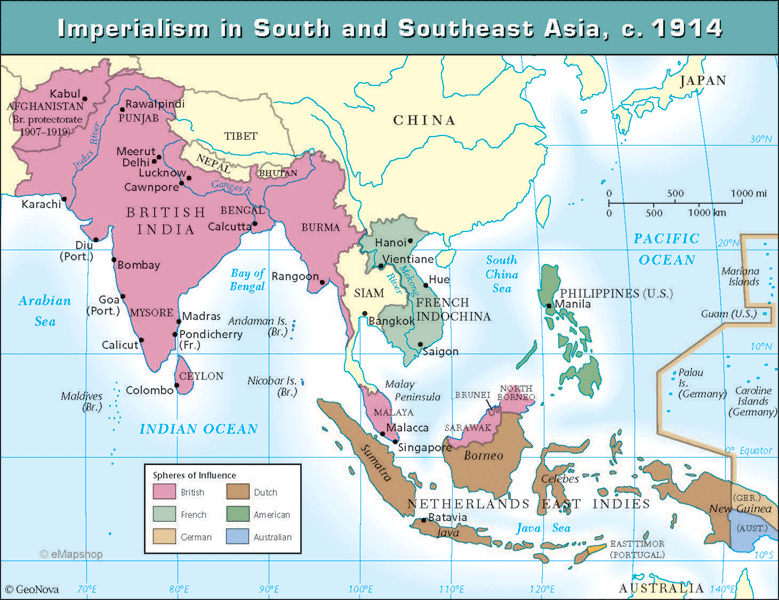 Imperialism in South and Southeast Asia, c. 1914
Kabul
AFGHANISTAN
(Br. protectorate
1907–1919)
Rawalpindi
PUNJAB
Indus River
TIBET
CHINA
JAPAN
Meerut
Delhi
Lucknow
Cawnpore
NEPAL
BHUTAN
Ganges R.
30°N
Karachi
BRITISH
INDIA
BENGAL
Calcutta
BURMA
0 500 1000 mi
0 500 1000 km
Diu
(Port.)
Bombay
Hanoi
Vientiane
Mekong
River
Hue
PACIFIC
OCEAN
20°N
Mariana
Islands
Arabian
Sea
Bay of
Bengal
Rangoon
SIAM
FRENCH
INDOCHINA
South
China
Sea
PHILIPPINES (U.S.)
Manila
Goa
(Port.)
MYSORE
Madras
Pondicherry
(Fr.)
Andaman Is.
(Br.)
Bangkok
Guam (U.S.)
Calicut
Saigon
10°N
CEYLON
Colombo
Maldives
(Br.)
Nicobar Is.
(Br.)
Malay
Peninsula
MALAYA
BRUNEI
NORTH
BORNEO
Palau
Is.
(Germany)
Caroline
Islands
(Germany)
INDIAN OCEAN
Malacca
Singapore
SARAWAK
Borneo
0° Equator
Sumatra
Celebes
NETHERLANDS EAST INDIES
(GER.)
New Guinea
(AUST.)
Batavia
Java
Java Sea
EAST TIMOR
(PORTUGAL)
10°S
AUSTRALIA
Spheres of Influence
British
Dutch
French
American
German
Australian
© eMapshop
© GeoNova
70°E
80°E
100°E
110°E
120°E
140°E